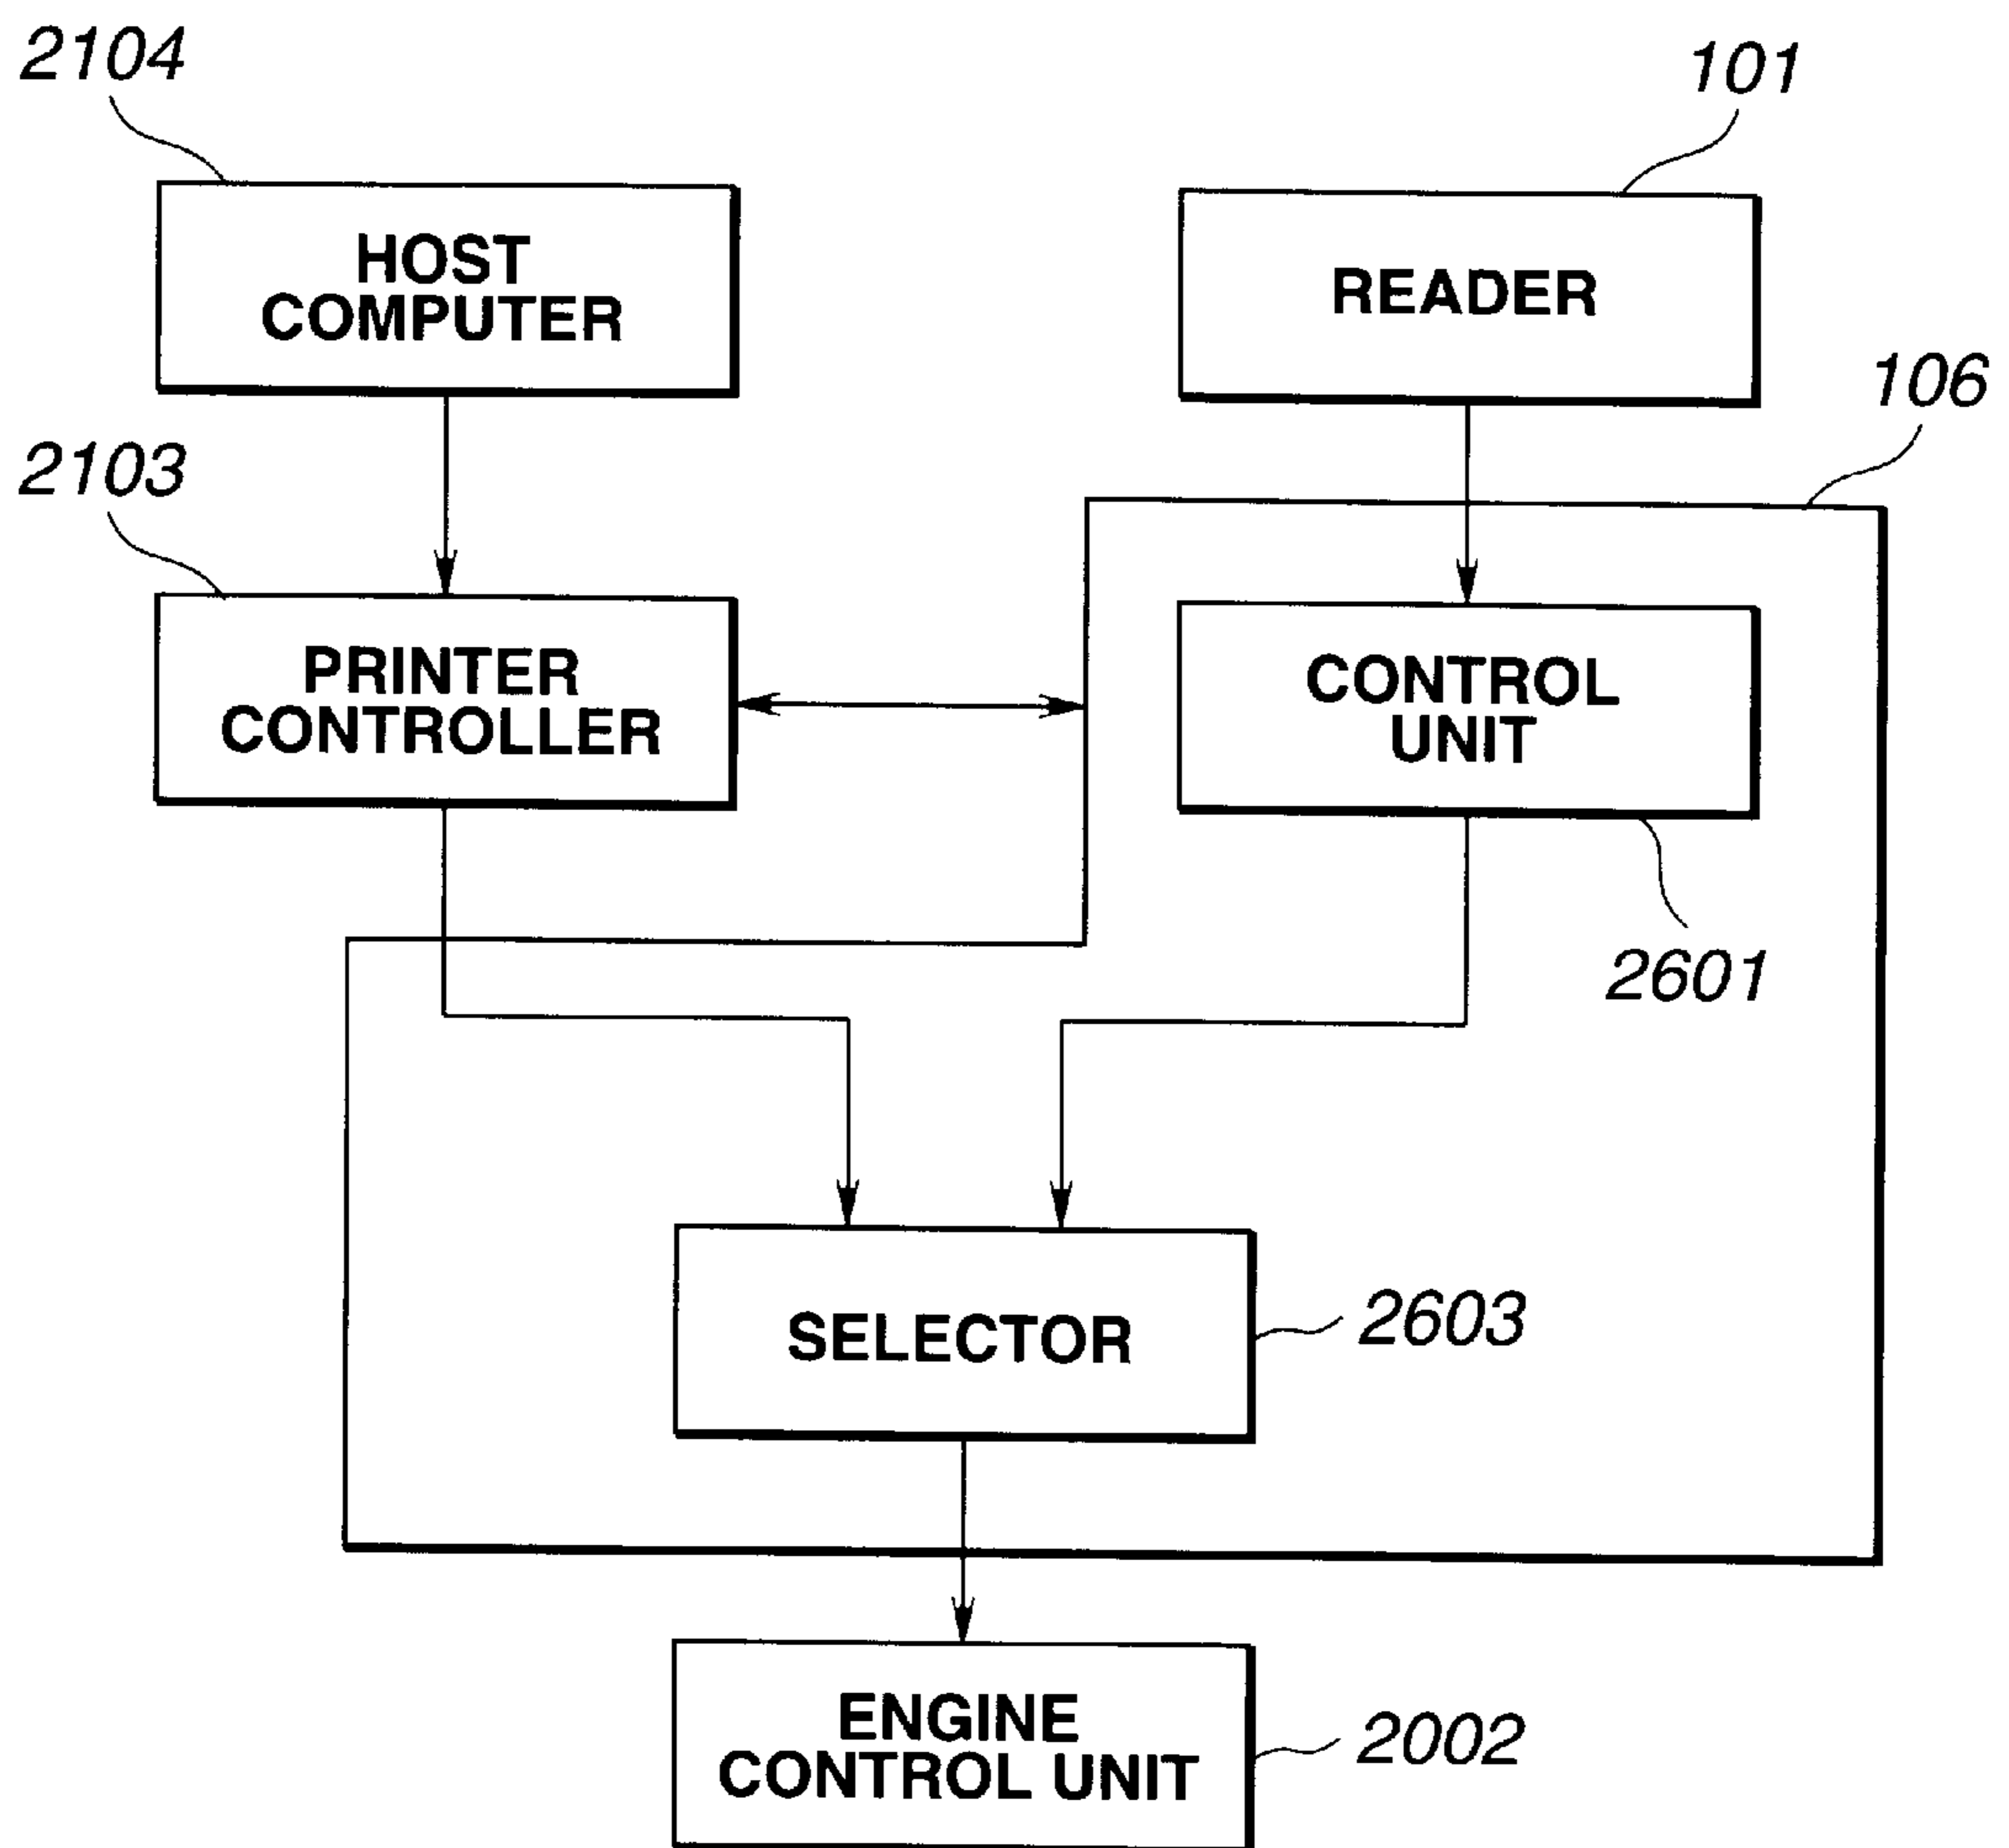 2104
101
HOST
COMPUTER
READER
106
2103
PRINTER
CONTROLLER
CONTROL
UNIT
2601
SELECTOR
2603
ENGINE
CONTROL UNIT
2002